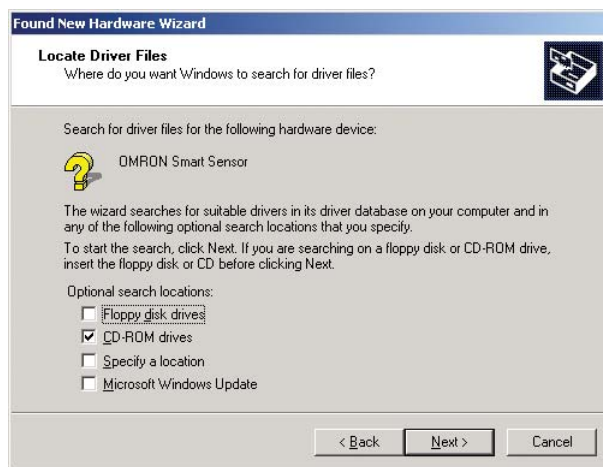 Found New Hardware Wizard
Locate Driver Files
Where do you want Windows to search for driver files?
Search for driver files for the following hardware device:
OMRON Smart Sensor
The wizard searches for suitable drivers in its driver database on your computer and in
any of the following optional search locations that you specify.
To start the search, click Next. If you are searching on a floppy disk or CD-ROM drive,
insert the floppy disk or CD before clicking Next.
Optional search locations:
Floppy disk drives
CD-ROM drives
Specify a location
Microsoft Windows Update
< Back Next > Cancel